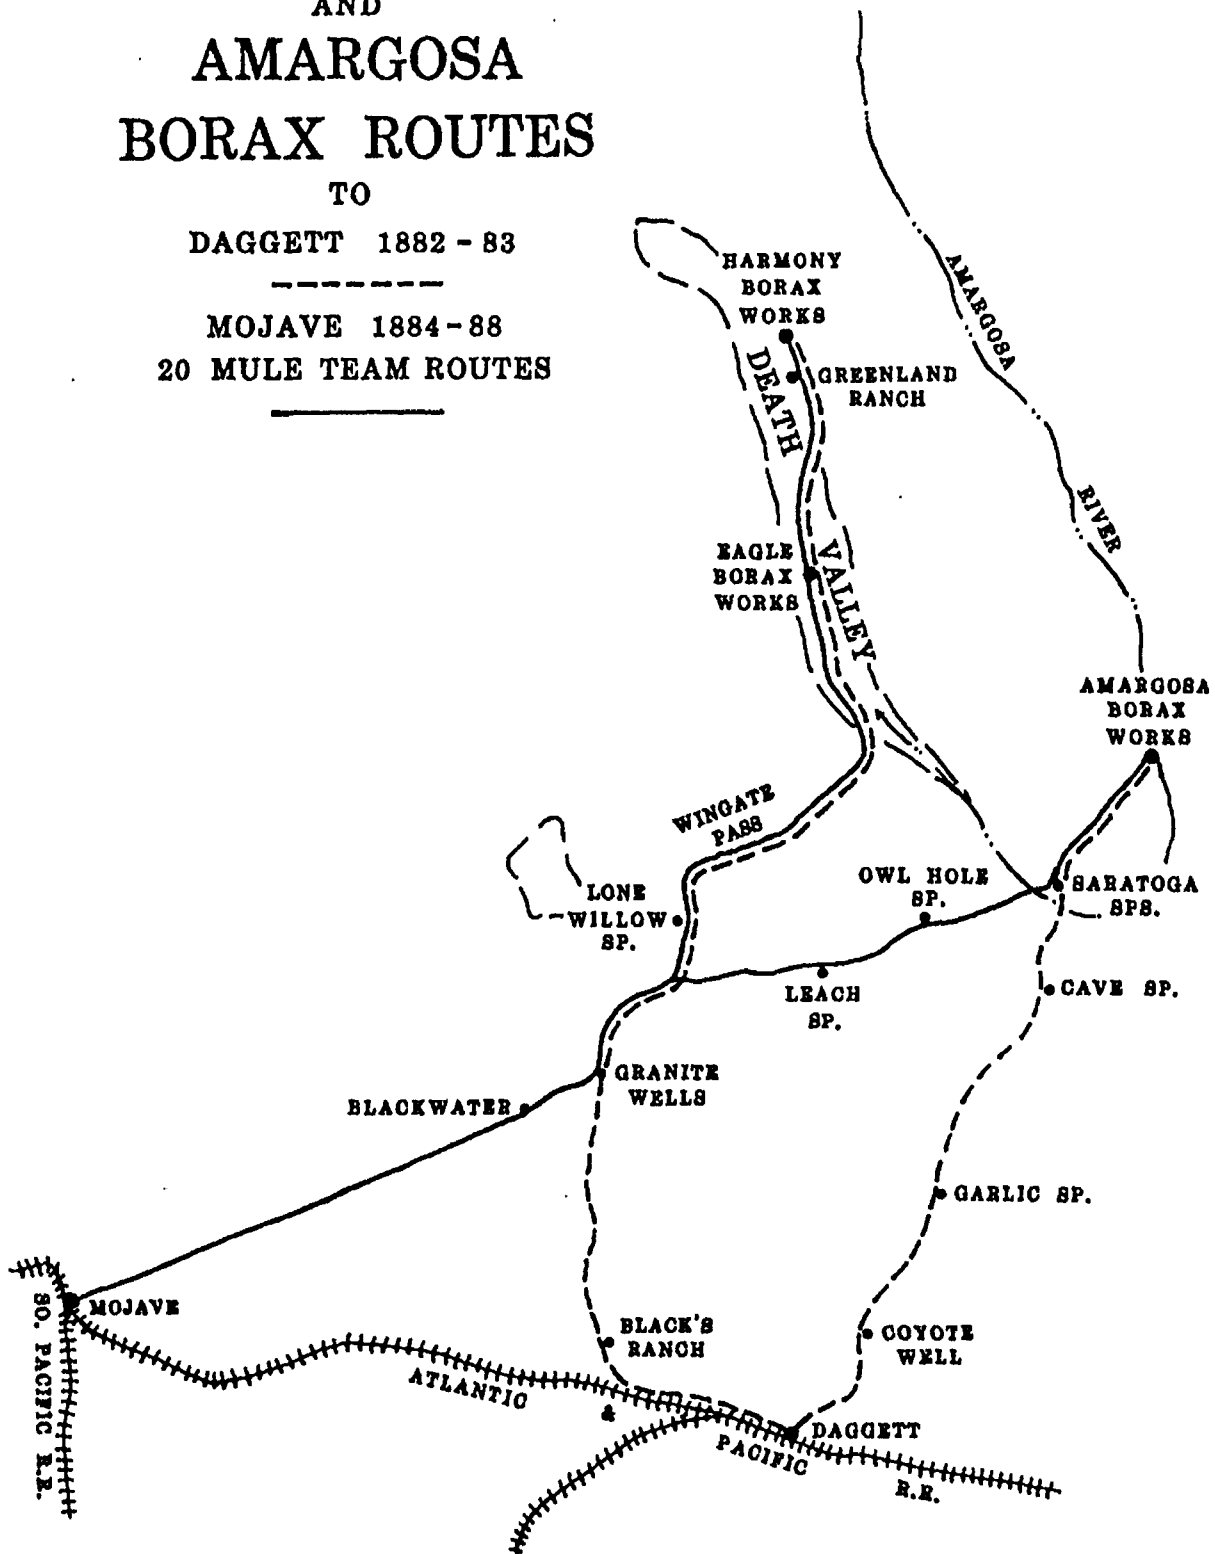 AND
AMARGOSA
BORAX ROUTES
TO
DAGGETT 1882-83
MOJAVE 1884-88
20 MULE TEAM ROUTES
HARMONY
BORAX
WORKS
DEATH
VALLEY
GREENLAND
RANCH
AMARGOSA
RIVER
EAGLE
BORAX
WORKS
AMARGOSA
BORAX
WORKS
WINGATE
PASS
LONE
WILLOW
SP.
OWL HOLE
SP.
SARATOGA
SPS.
LEACH
SP.
CAVE SP.
GRANITE
WELLS
BLACKWATER
GARLIC SP.
MOJAVE
SO. PACIFIC R.R.
BLACK'S
RANCH
COYOTE
WELL
DAGGETT
ATLANTIC
&
PACIFIC
R.R.